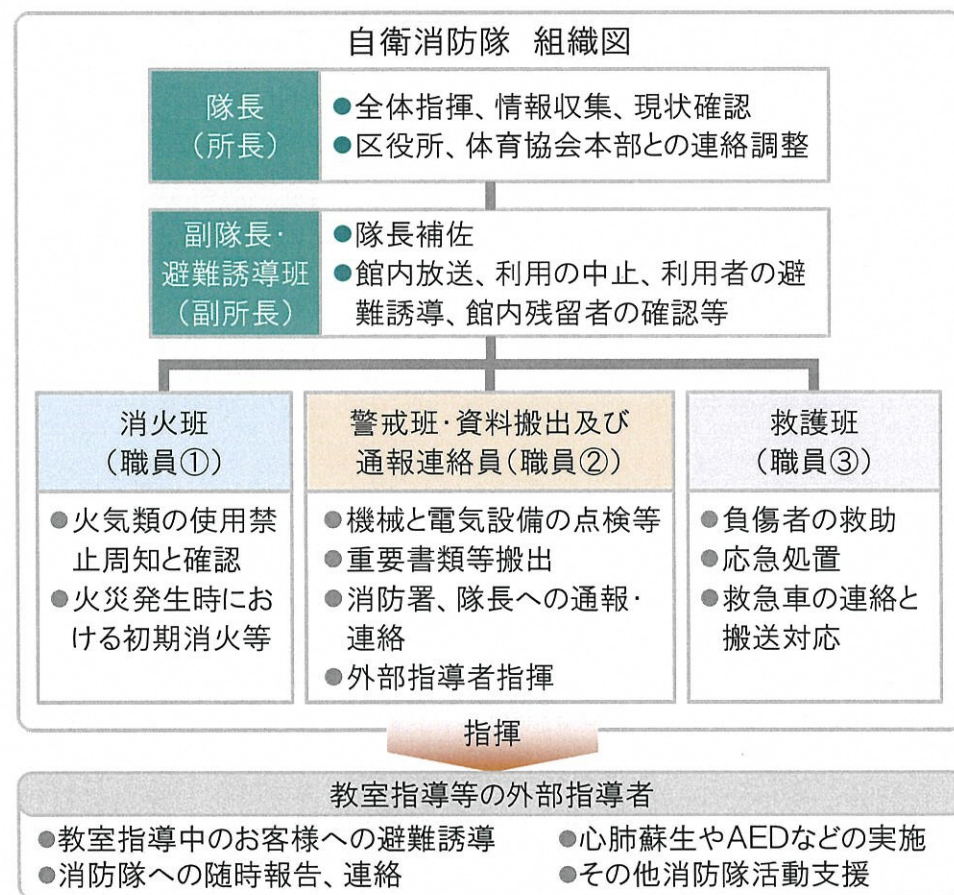 自衛消防隊 組織図
隊長
（所長）
●全体指揮、情報収集、現状確認
●区役所、体育協会本部との連絡調整
副隊長・
避難誘導班
（副所長）
●隊長補佐
●館内放送、利用の中止、利用者の避
難誘導、館内残留者の確認等
消火班
（職員①）
●火気類の使用禁
止周知と確認
●火災発生時にお
ける初期消火等
警戒班・資料搬出及び
通報連絡員（職員②）
●機械と電気設備の点検等
●重要書類等搬出
●消防署、隊長への通報・
連絡
●外部指導者指揮
救護班
（職員③）
●負傷者の救助
●応急処置
●救急車の連絡と
搬送対応
指揮
教室指導等の外部指導者
●教室指導中のお客様への避難誘導
●消防隊への随時報告、連絡
●心肺蘇生やAEDなどの実施
●その他消防隊活動支援